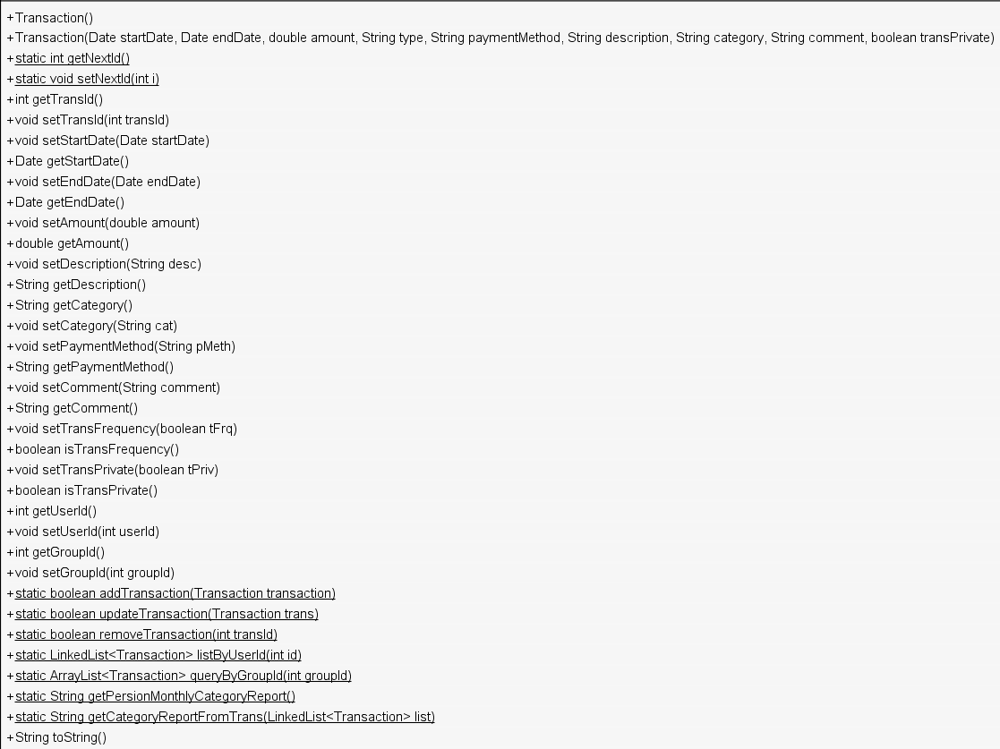 +Transaction()
+Transaction(Date startDate, Date endDate, double amount, String type, String paymentMethod, String description, String category, String comment, boolean transPrivate)
+static int getNextId()
+static void setNextId(int i)
+int getTransId()
+void setTransId(int transId)
+void setStartDate(Date startDate)
+Date getStartDate()
+void setEndDate(Date endDate)
+Date getEndDate()
+void setAmount(double amount)
+double getAmount()
+void setDescription(String desc)
+String getDescription()
+String getCategory()
+void setCategory(String cat)
+void setPaymentMethod(String pMeth)
+String getPaymentMethod()
+void setComment(String comment)
+String getComment()
+void setTransFrequency(boolean tFrq)
+boolean isTransFrequency()
+void setTransPrivate(boolean tPriv)
+boolean isTransPrivate()
+int getUserId()
+void setUserId(int userId)
+int getGroupId()
+void setGroupId(int groupId)
+static boolean addTransaction(Transaction transaction)
+static boolean updateTransaction(Transaction trans)
+static boolean removeTransaction(int transId)
+static LinkedList<Transaction> listByUserId(int id)
+static ArrayList<Transaction> queryByGroupId(int groupId)
+static String getPersionMonthlyCategoryReport()
+static String getCategoryReportFromTrans(LinkedList<Transaction> list)
+String toString()